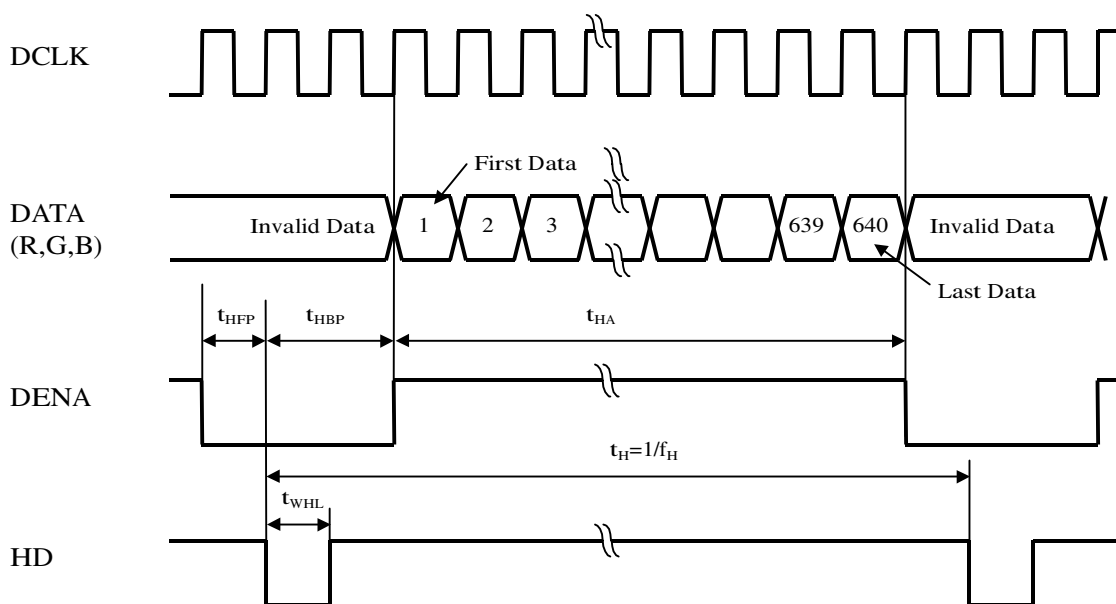 DCLK
First Data
DATA
(R,G,B)
Invalid Data
1
2
3
639
640
Invalid Data
Last Data
tHFP
tHBP
tHA
DENA
tH=1/fH
tWHL
HD